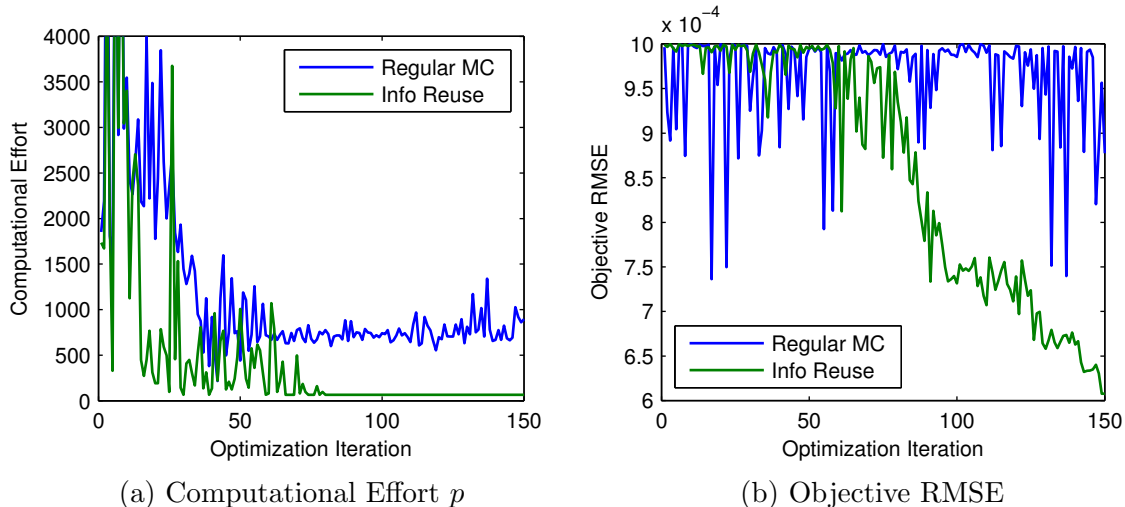 4000
3500
3000
2500
2000
1500
1000
500
0
Computational Effort
Regular MC
Info Reuse
0
50
100
150
Optimization Iteration
(a) Computational Effort p
x 10⁻⁴
10
9.5
9
8.5
8
7.5
7
6.5
6
Objective RMSE
Regular MC
Info Reuse
0
50
100
150
Optimization Iteration
(b) Objective RMSE